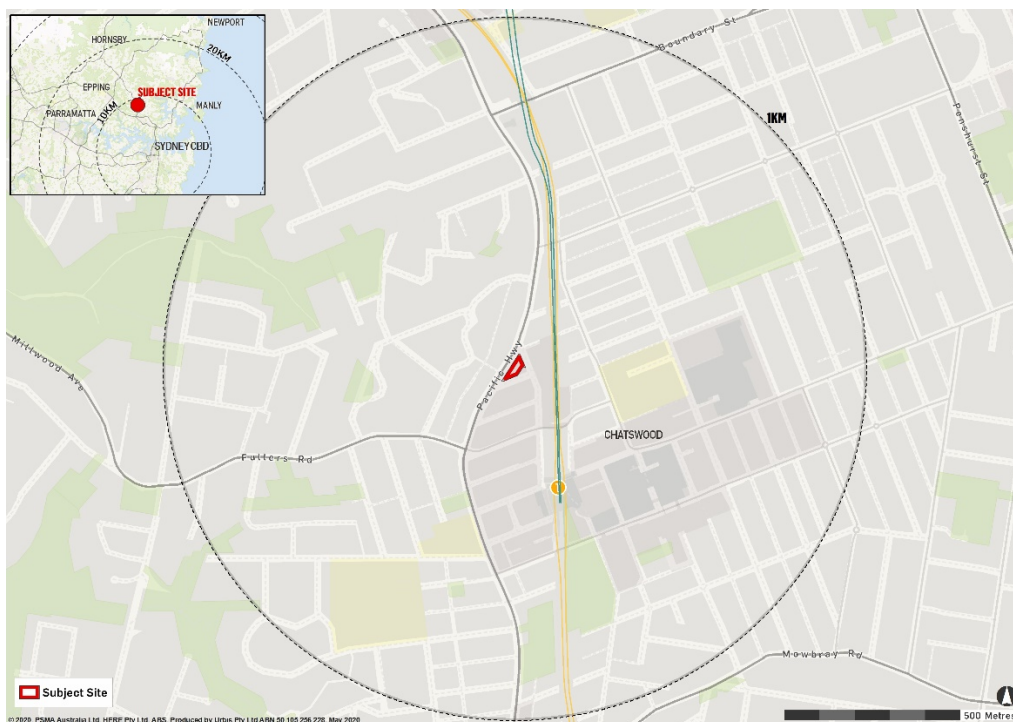 NEWPORT
HORNSBY
20KM
EPPING
SUBJECT SITE
10KM
MANLY
PARRAMATTA
SYDNEY CBD
Boundary St
1KM
Penshurst St
Millwood Ave
Pacific Hwy
CHATSWOOD
Fullers Rd
T
Mowbray Rd
Subject Site
500 Metres
© 2020. PSMA Australia Ltd, HERE Pty Ltd, ABS. Produced by Urbis Pty Ltd ABN 50 105 256 228, May 2020